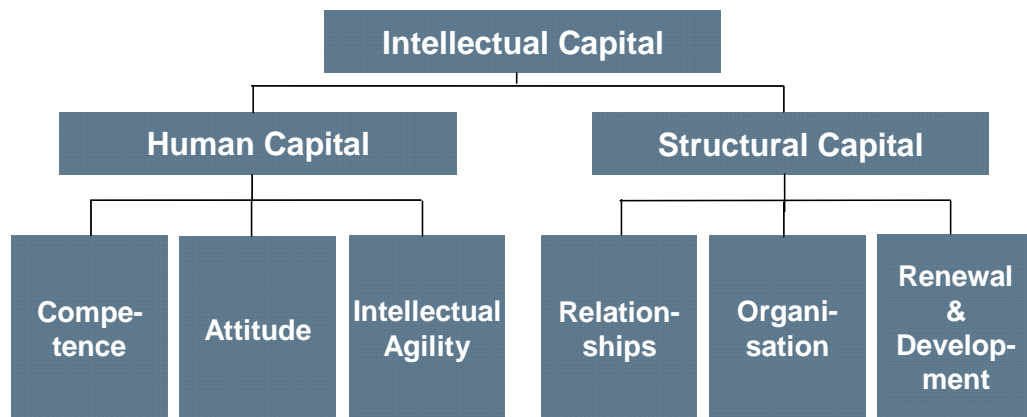 Intellectual Capital
Human Capital
Structural Capital
Compe-
tence
Attitude
Intellectual
Agility
Relation-
ships
Organi-
sation
Renewal
&
Develop-
ment